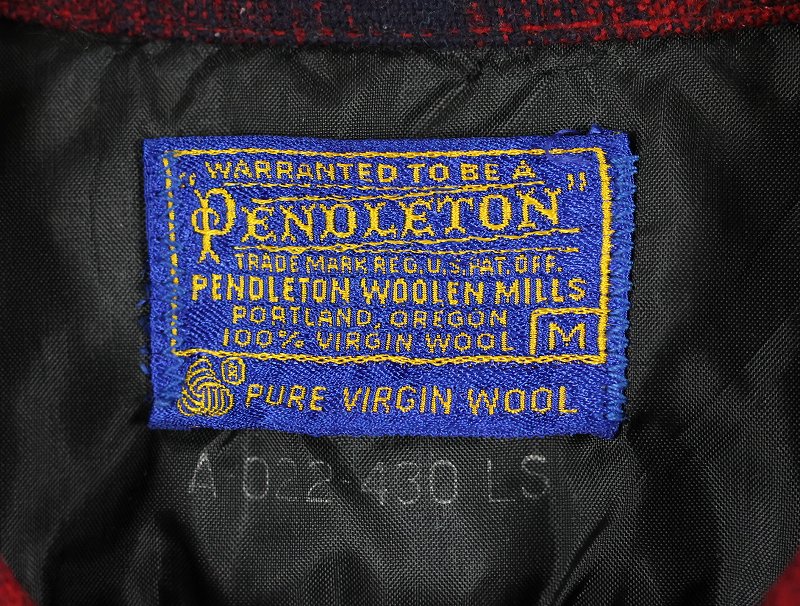 WARRANTED TO BE A
"PENDLETON"
TRADE MARK REG. U.S. PAT. OFF.
PENDLETON WOOLEN MILLS
PORTLAND, OREGON
100% VIRGIN WOOL M
® PURE VIRGIN WOOL
A D22-430 LS